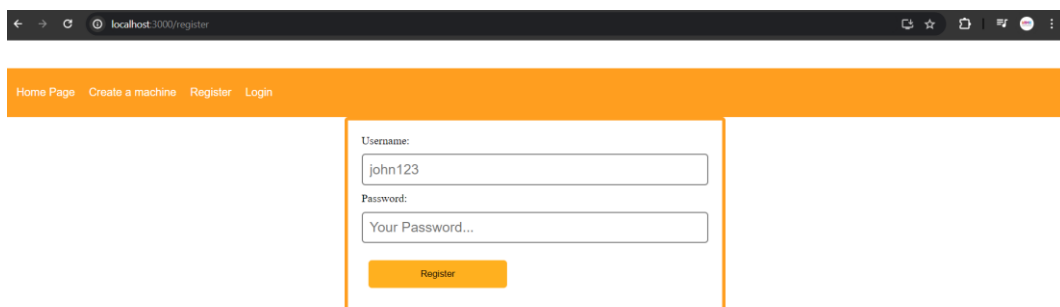 localhost:3000/register
Home Page Create a machine Register Login
Username:
john123
Password:
Your Password...
Register